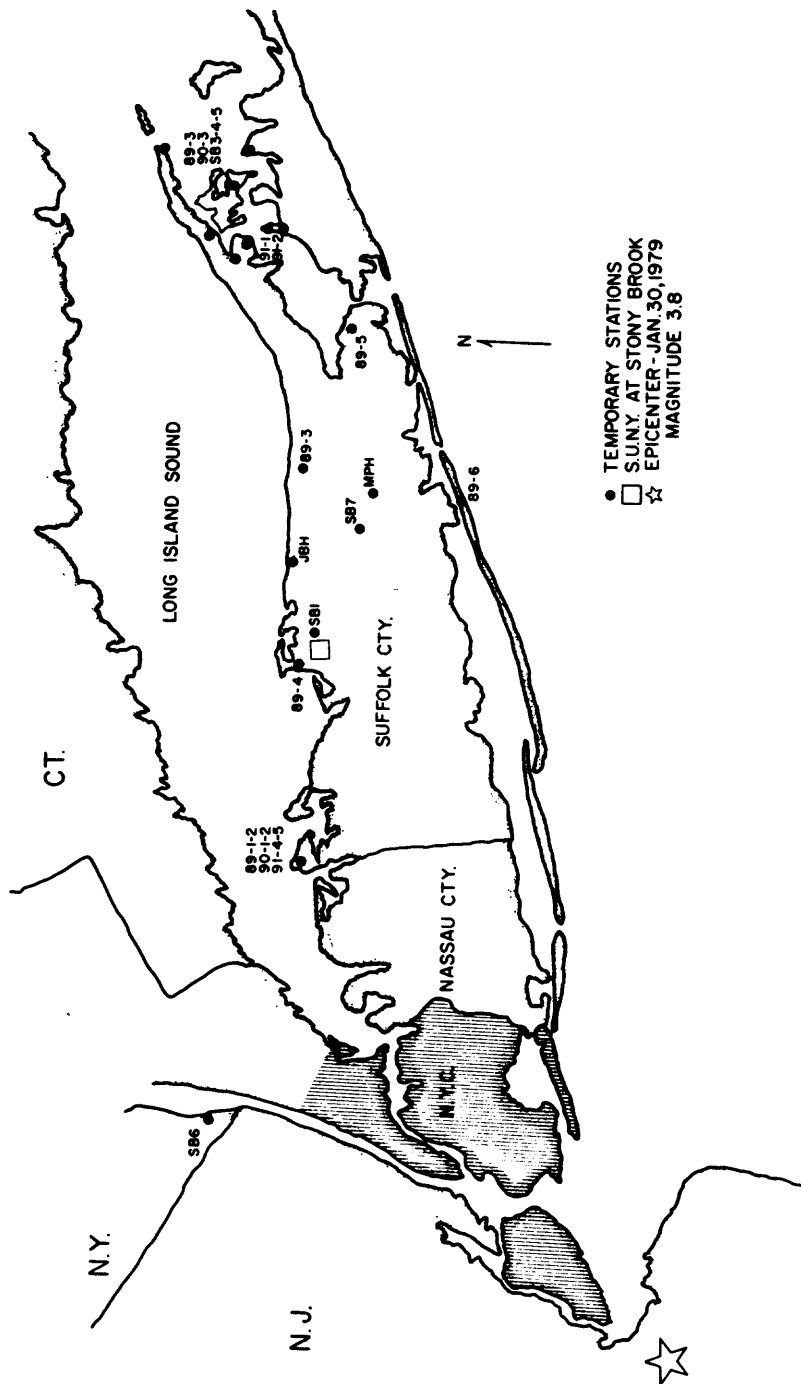 CT.
N.Y.
N.J.
LONG ISLAND SOUND
SB6
89-1-2
90-1-2
91-4-5
89-4
SB1
JBH
89-3
SB7
MPH
89-5
91-1
91-2
89-3
90-3
SB3-4-5
89-6
SUFFOLK CTY.
NASSAU CTY.
N.Y.C.
N
TEMPORARY STATIONS
S.U.N.Y. AT STONY BROOK
EPICENTER-JAN.30,1979
MAGNITUDE 3.8